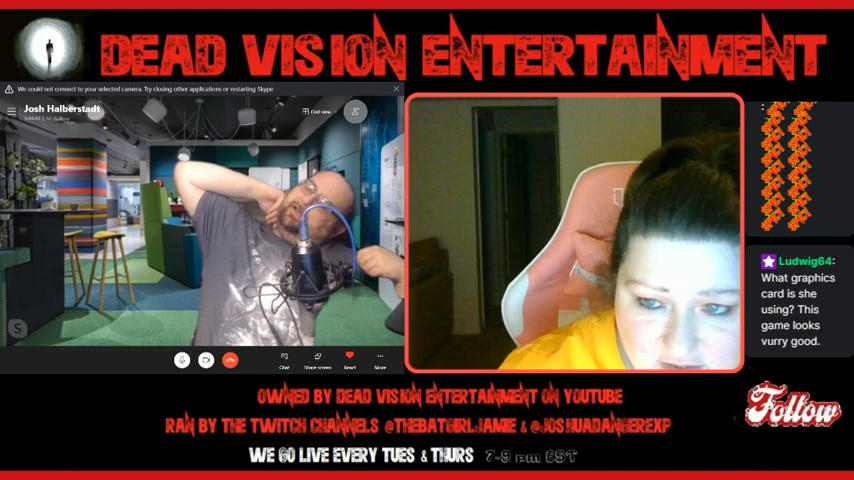 DEAD VISION ENTERTAINMENT
We could not connect to your selected camera. Try closing other applications or restarting Skype
Josh Halberstadt
Grid view
Gallery
Ludwig64:
What graphics
card is she
using? This
game looks
vurry good.
S
Chat
Share screen
React
More
OWNED BY DEAD VISION ENTERTAINMENT ON YOUTUBE
RAN BY THE TWITCH CHANNELS @THEBATGIRLJAMIE & @JOSHUADANGEREXP
WE GO LIVE EVERY TUES & THURS 7-9 pm EST
Follow